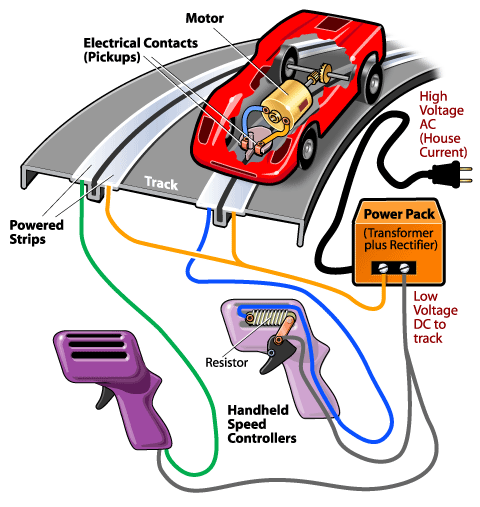 Motor
Electrical Contacts
(Pickups)
High
Voltage
AC
(House
Current)
Track
Powered
Strips
Power Pack
(Transformer
plus Rectifier)
Low
Voltage
DC to
track
Resistor
Handheld
Speed
Controllers